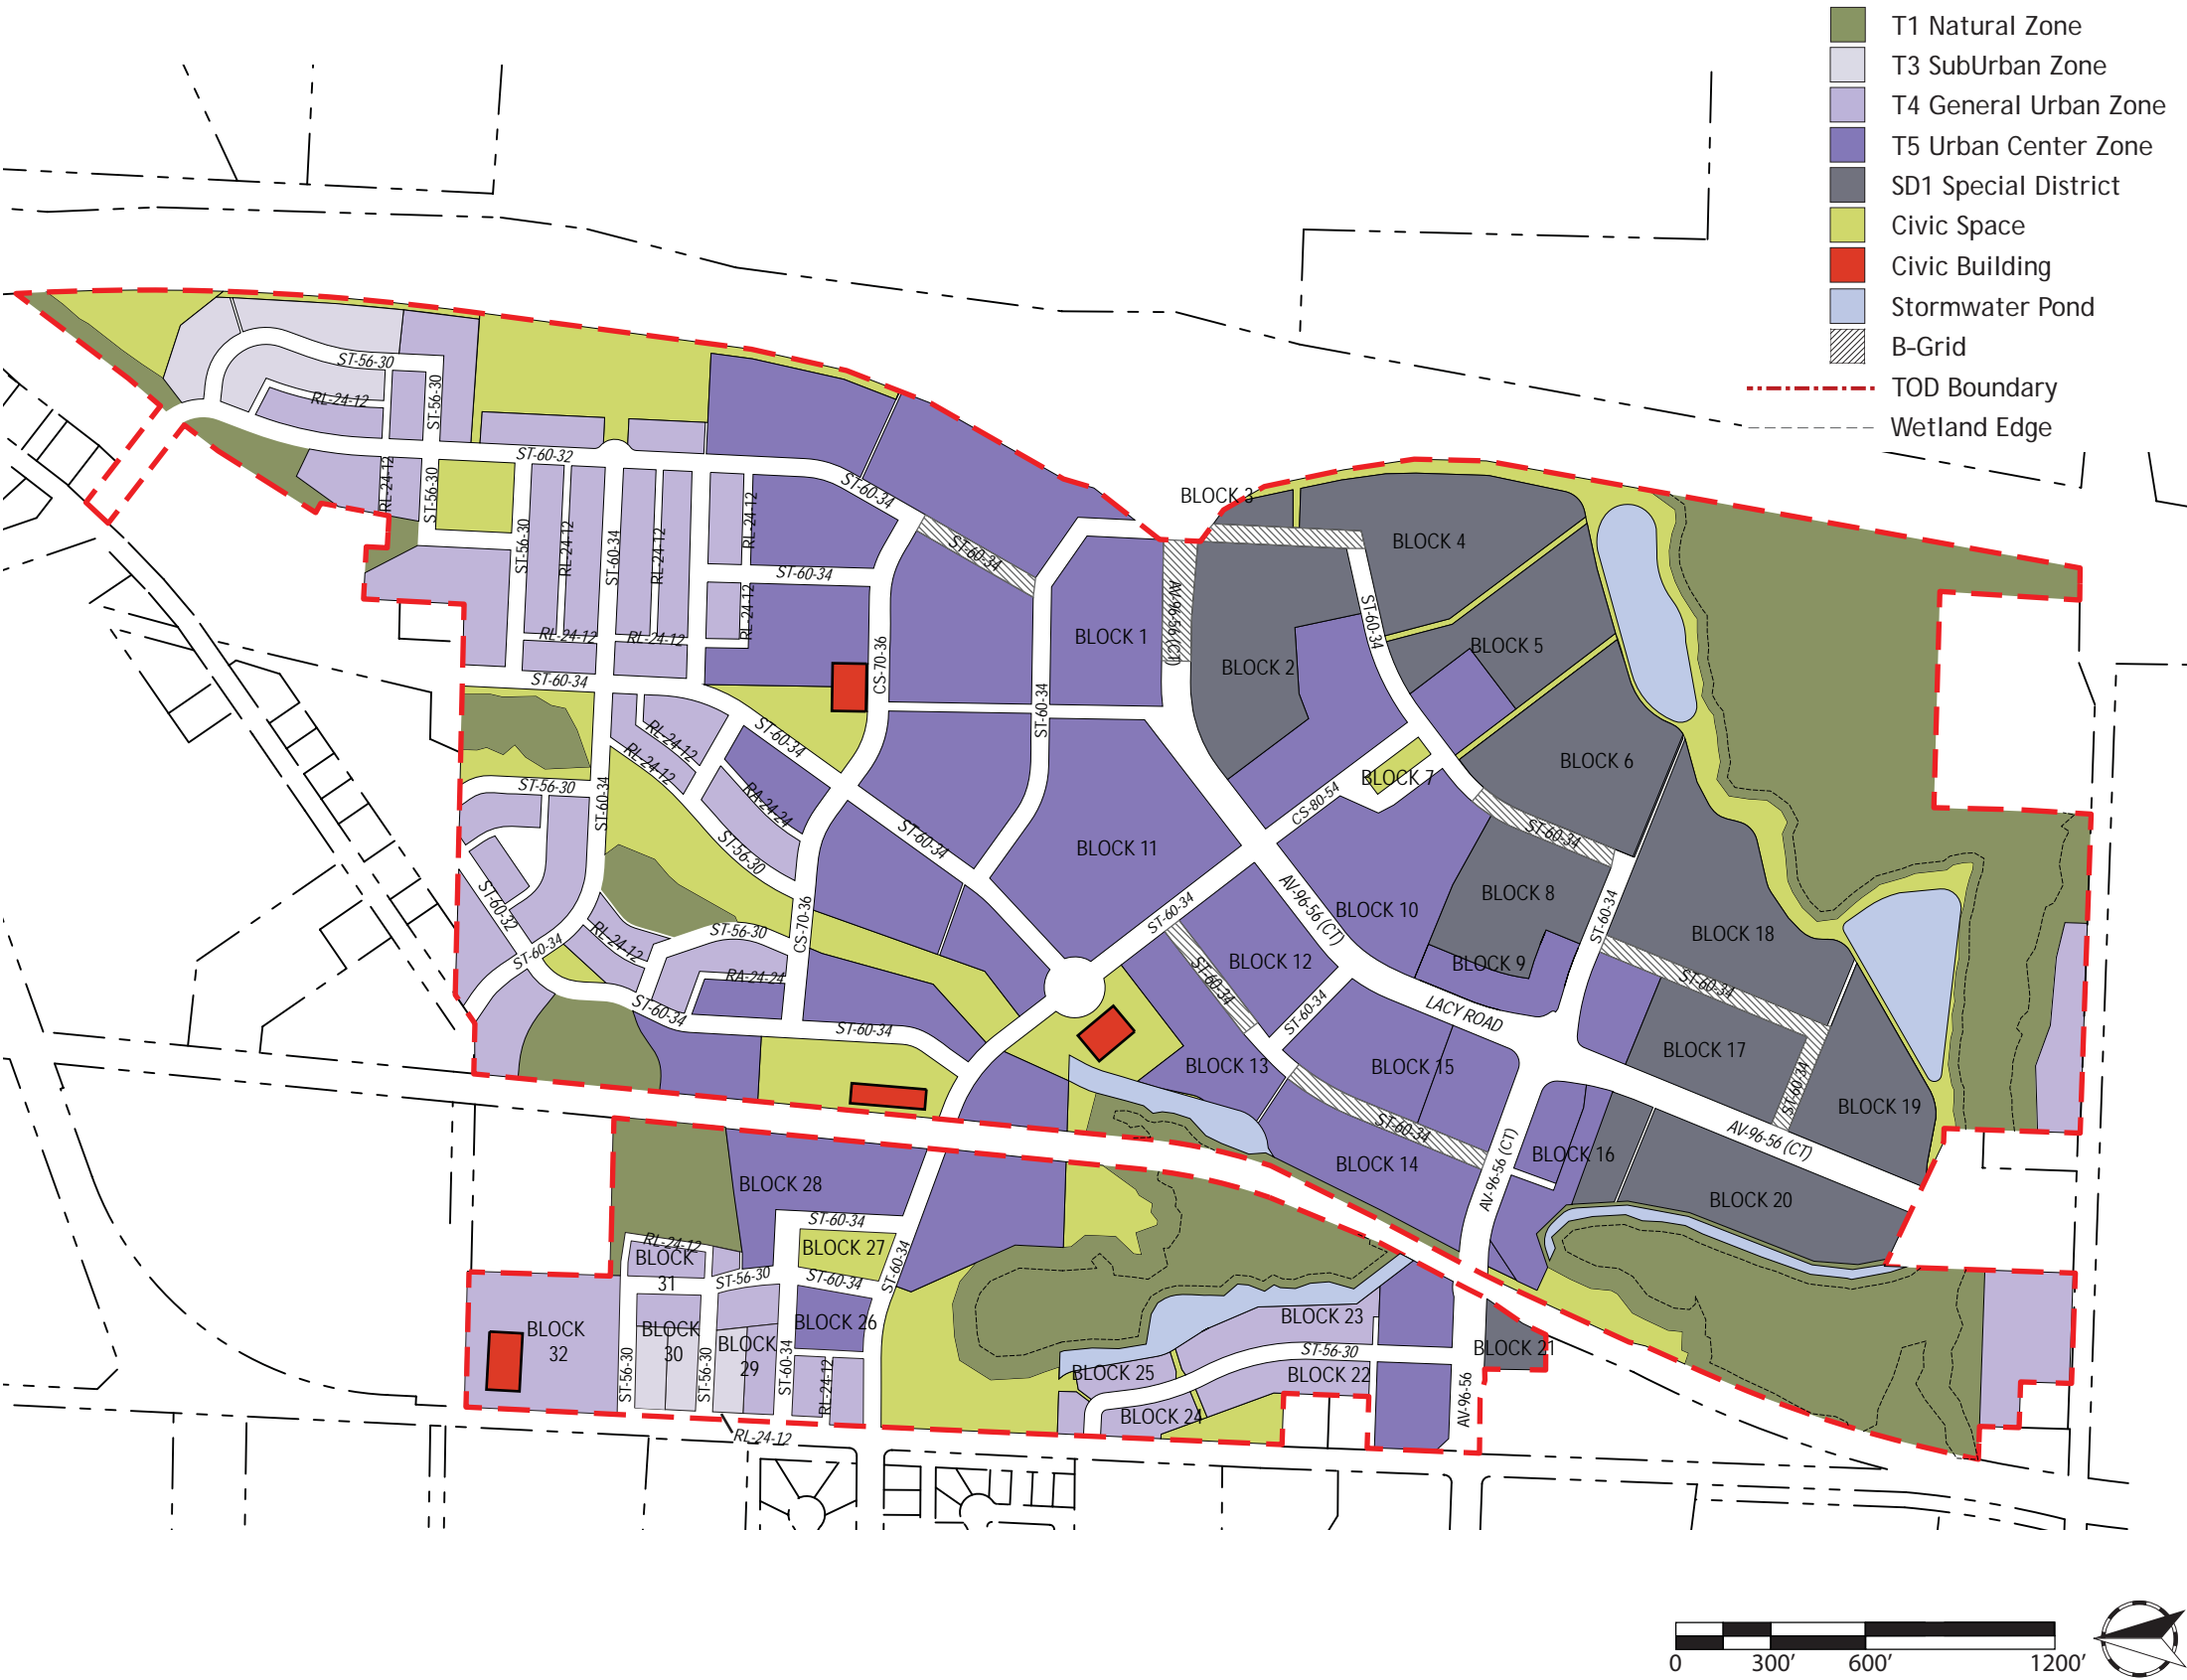 T1 Natural Zone
T3 SubUrban Zone
T4 General Urban Zone
T5 Urban Center Zone
SD1 Special District
Civic Space
Civic Building
Stormwater Pond
B-Grid
TOD Boundary
Wetland Edge
ST-56-30
RL-24-12
ST-56-30
ST-60-32
RL-24-12
ST-56-30
ST-60-34
BLOCK 3
RL-24-12
ST-56-30
RL-24-12
ST-60-34
RL-24-12
ST-60-34
BLOCK 4
ST-60-34
RL-24-12
AV-96-56 (CT)
ST-60-34
RL-24-12
RL-24-12
CS-70-36
BLOCK 1
BLOCK 2
BLOCK 5
ST-60-34
ST-60-34
RL-24-12
RL-24-12
ST-60-34
BLOCK 6
BLOCK 7
ST-56-30
ST-60-34
RA-24-24
CS-80-54
ST-60-34
ST-56-30
ST-60-34
BLOCK 11
ST-60-32
BLOCK 8
BLOCK 10
AV-96-56 (CT)
ST-60-34
ST-60-34
CS-70-36
RL-24-12
ST-56-30
BLOCK 18
ST-60-34
BLOCK 12
BLOCK 9
RA-24-24
ST-60-34
ST-60-34
ST-60-34
ST-60-34
ST-60-34
LACY ROAD
BLOCK 17
BLOCK 13
BLOCK 15
ST-60-34
BLOCK 19
ST-60-34
AV-96-56 (CT)
BLOCK 14
BLOCK 16
AV-96-56 (CT)
BLOCK 28
BLOCK 20
ST-60-34
RL-24-12
BLOCK 27
BLOCK
31
ST-56-30
ST-60-34
ST-60-34
BLOCK
32
BLOCK
30
BLOCK
29
BLOCK 26
BLOCK 23
ST-56-30
BLOCK 21
ST-56-30
ST-56-30
ST-60-34
RL-24-12
BLOCK 25
BLOCK 22
AV-96-56
BLOCK 24
RL-24-12
0
300'
600'
1200'